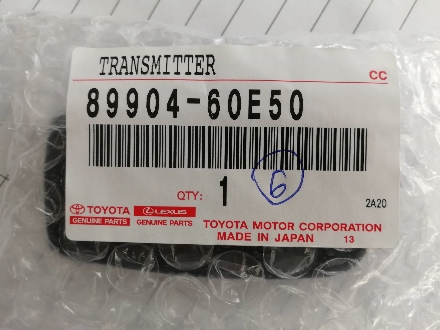 TRANSMITTER
CC
89904-60E50
QTY: 1
6
2A20
TOYOTA
GENUINE PARTS
LEXUS
GENUINE PARTS
TOYOTA MOTOR CORPORATION
MADE IN JAPAN 13